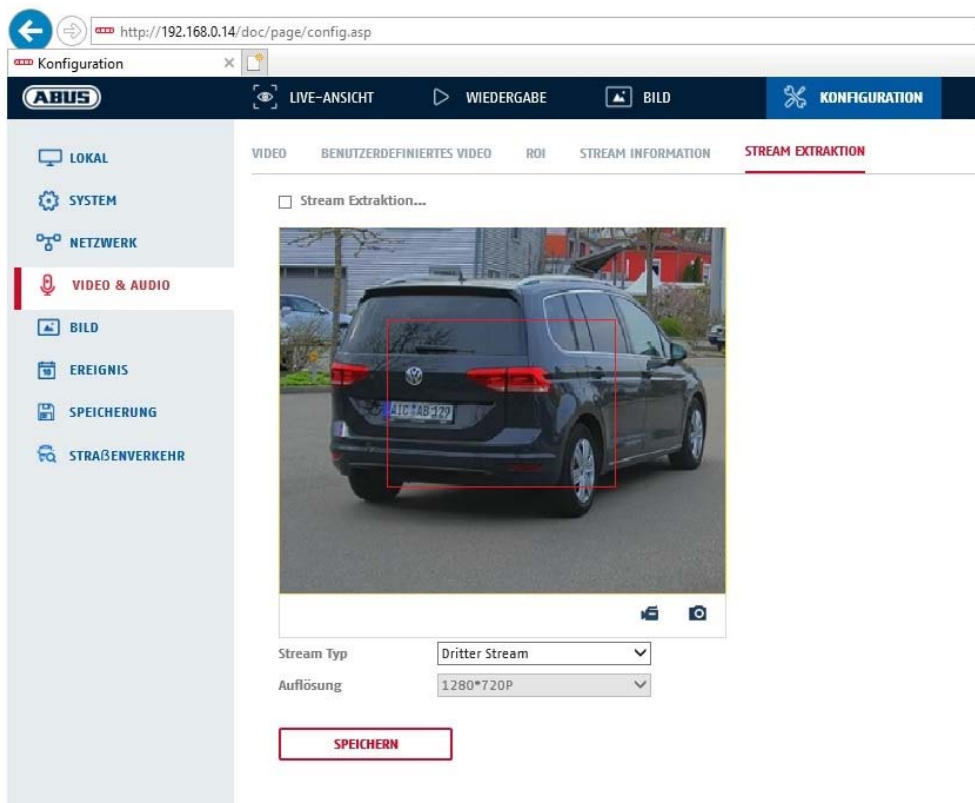 http://192.168.0.14/doc/page/config.asp
Konfiguration
ABUS
LIVE-ANSICHT
WIEDERGABE
BILD
KONFIGURATION
LOKAL
SYSTEM
NETZWERK
VIDEO & AUDIO
BILD
EREIGNIS
SPEICHERUNG
STRAßENVERKEHR
VIDEO
BENUTZERDEFINIERTES VIDEO
ROI
STREAM INFORMATION
STREAM EXTRAKTION
Stream Extraktion...
AIC AB 129
Stream Typ
Dritter Stream
Auflösung
1280*720P
SPEICHERN